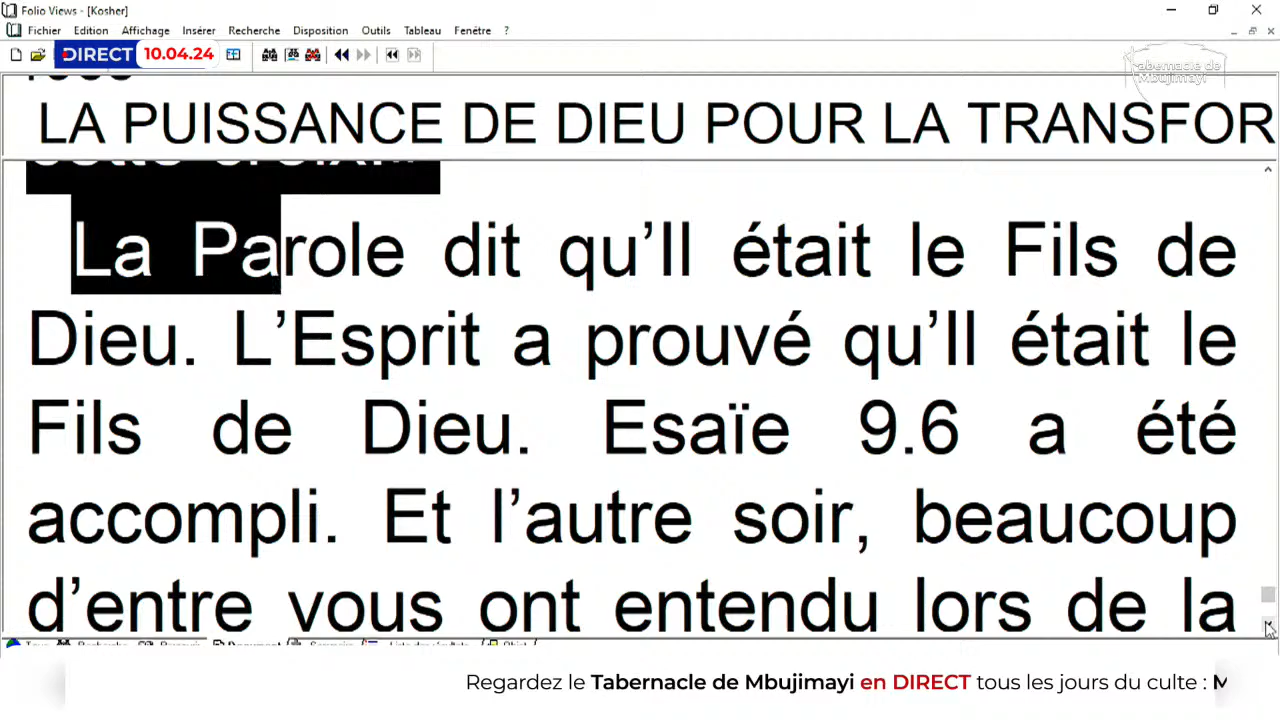 Folio Views - [Kosher]
Fichier Edition Affichage Insérer Recherche Disposition Outils Tableau Fenêtre ?
DIRECT 10.04.24
Tabernacle de
Mbujimayi
LA PUISSANCE DE DIEU POUR LA TRANSFOR
La Parole dit qu’Il était le Fils de
Dieu. L’Esprit a prouvé qu’Il était le
Fils de Dieu. Esaïe 9.6 a été
accompli. Et l’autre soir, beaucoup
d’entre vous ont entendu lors de la
Regardez le Tabernacle de Mbujimayi en DIRECT tous les jours du culte : M